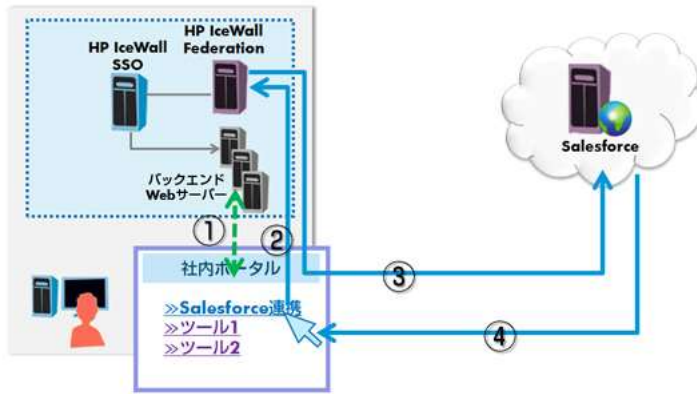 HP IceWall
SSO
HP IceWall
Federation
バックエンド
Webサーバー
Salesforce
①
②
③
④
社内ポータル
≫Salesforce連携
≫ツール1
≫ツール2